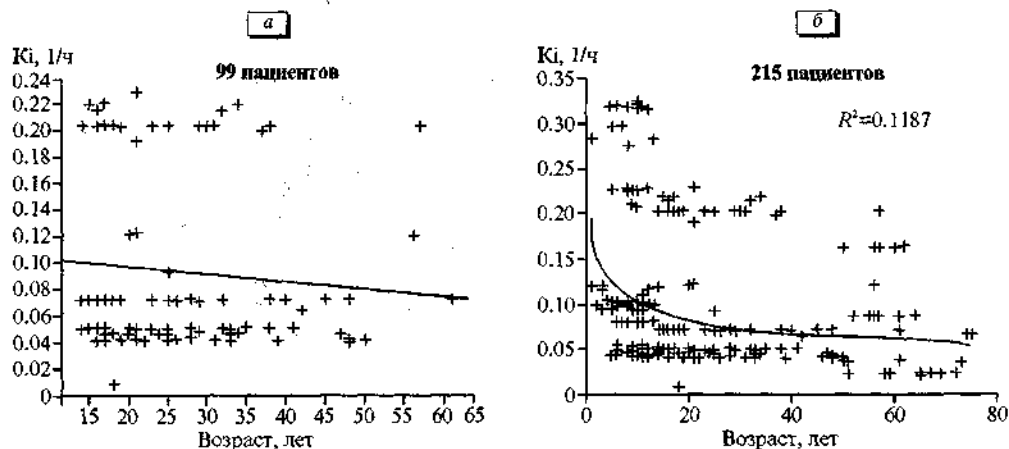 а
Ki, 1/ч
99 пациентов
0.24
0.22
0.20
0.18
0.16
0.14
0.12
0.10
0.08
0.06
0.04
0.02
0
15 20 25 30 35 40 45 50 56 60 65
Возраст, лет
б
Ki, 1/ч
215 пациентов
R²=0.1187
0.35
0.30
0.25
0.20
0.15
0.10
0.05
0
0 20 40 60 80
Возраст, лет